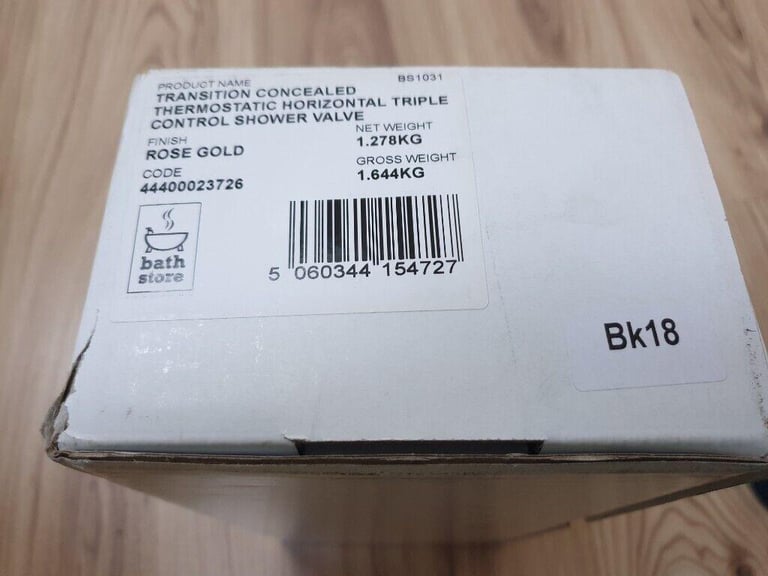 PRODUCT NAME
BS1031
TRANSITION CONCEALED
THERMOSTATIC HORIZONTAL TRIPLE
CONTROL SHOWER VALVE
FINISH
ROSE GOLD
CODE
44400023726
NET WEIGHT
1.278KG
GROSS WEIGHT
1.644KG
bath
store
5 060344 154727
Bk18